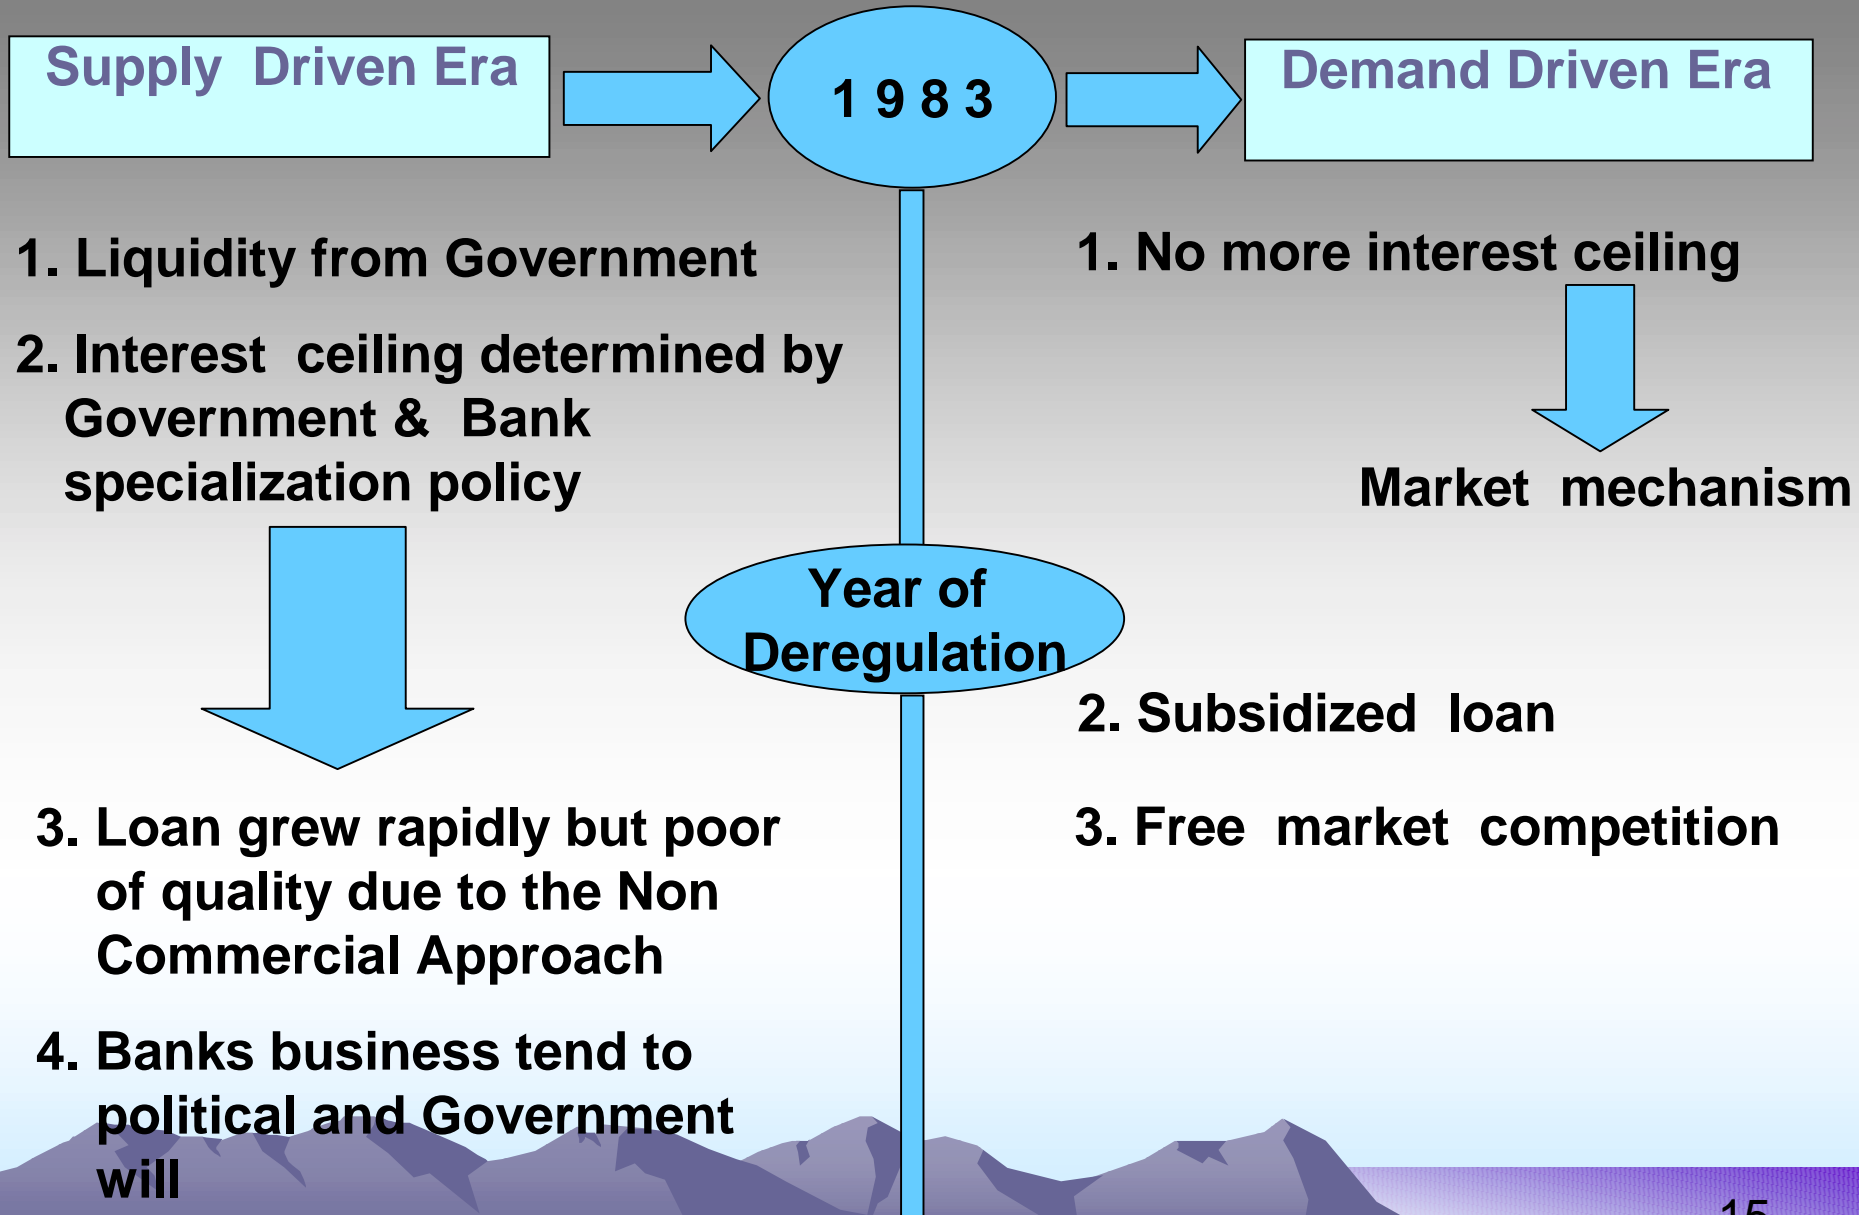 Supply Driven Era
1 9 8 3
Demand Driven Era
1. Liquidity from Government
2. Interest ceiling determined by
Government & Bank
specialization policy
3. Loan grew rapidly but poor
of quality due to the Non
Commercial Approach
4. Banks business tend to
political and Government
will
Year of
Deregulation
1. No more interest ceiling
Market mechanism
2. Subsidized loan
3. Free market competition
15